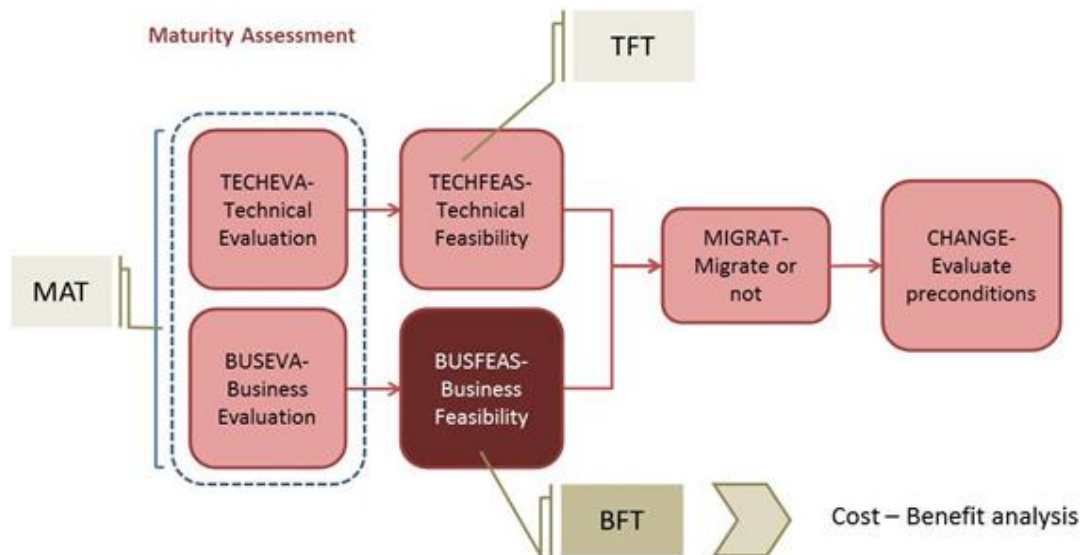 Maturity Assessment
TFT
TECHEVA-
Technical
Evaluation
TECHFEAS-
Technical
Feasibility
MIGRAT-
Migrate or
not
CHANGE-
Evaluate
preconditions
MAT
BUSEVA-
Business
Evaluation
BUSFEAS-
Business
Feasibility
BFT
Cost – Benefit analysis